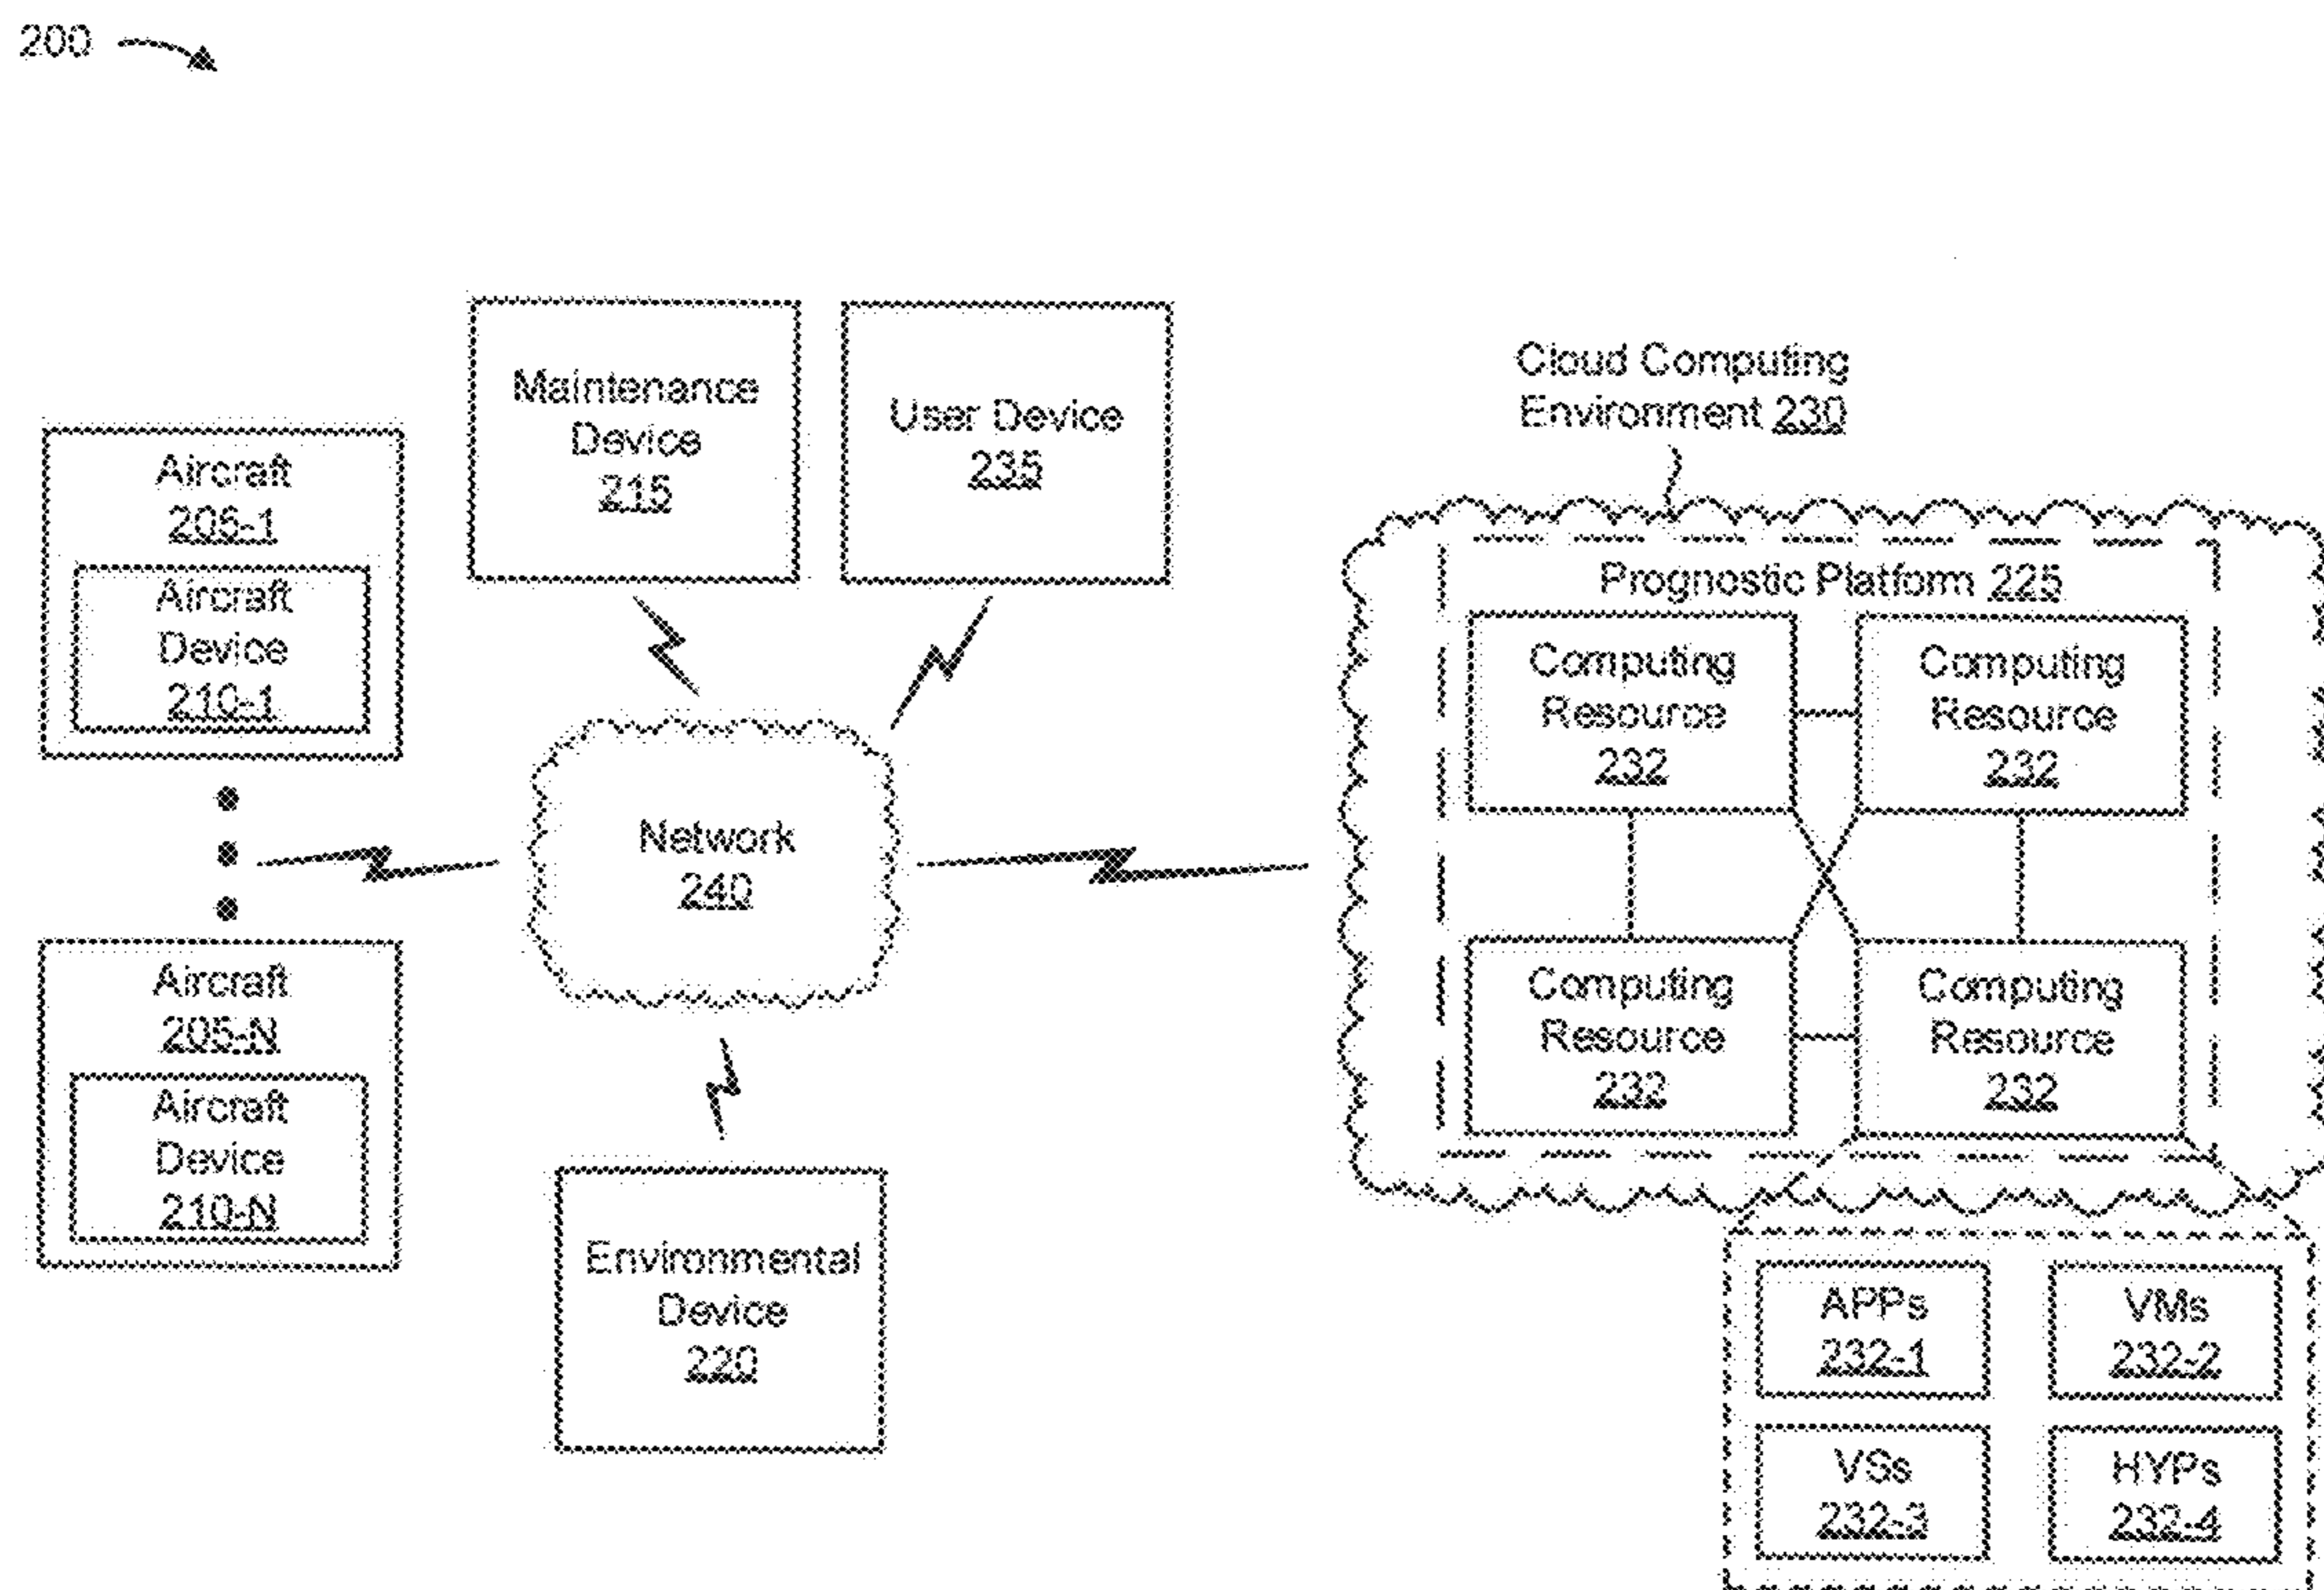 200
Maintenance
Device
215
User Device
235
Cloud Computing
Environment 230
Aircraft
205-1
Aircraft
Device
210-1
Prognostic Platform 225
Computing
Resource
232
Computing
Resource
232
Network
240
Aircraft
205-N
Aircraft
Device
210-N
Computing
Resource
232
Computing
Resource
232
Environmental
Device
220
APPs
232-1
VMs
232-2
VSs
232-3
HYPs
232-4